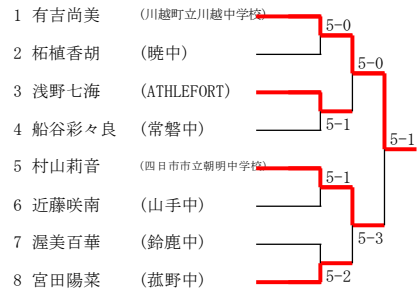 1 有吉尚美 (川越町立川越中学校)
5-0
2 柘植香胡 (暁中)
5-0
3 浅野七海 (ATHLEFORT)
5-1
4 船谷彩々良 (常磐中)
5-1
5 村山莉音 (四日市市立朝明中学校)
5-1
6 近藤咲南 (山手中)
5-3
7 渥美百華 (鈴鹿中)
5-2
8 宮田陽菜 (菰野中)